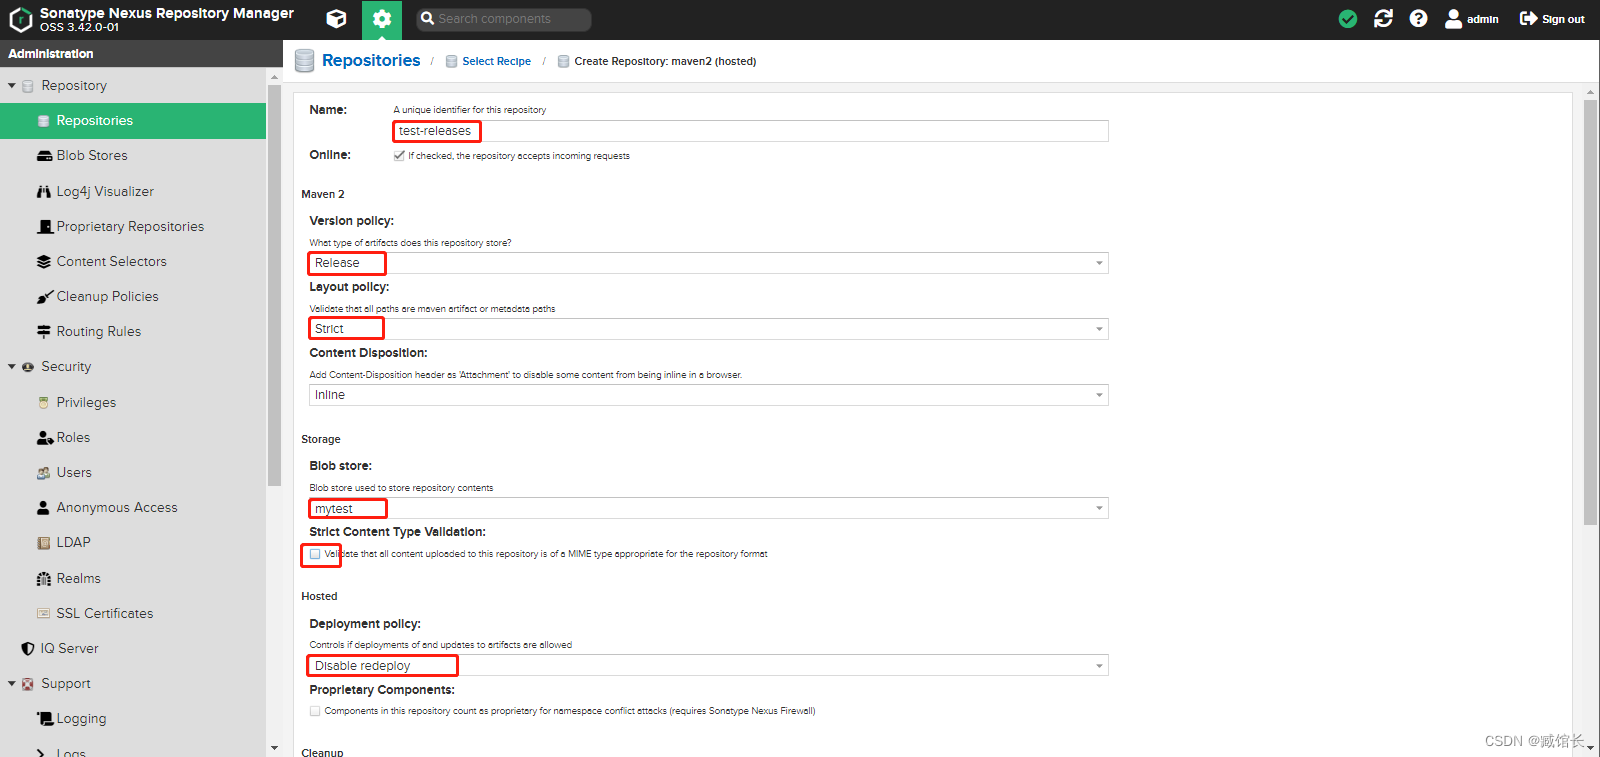 Sonatype Nexus Repository Manager
OSS 3.42.0-01
Search components
admin
Sign out
Administration
Repository
Repositories
Blob Stores
Log4j Visualizer
Proprietary Repositories
Content Selectors
Cleanup Policies
Routing Rules
Security
Privileges
Roles
Users
Anonymous Access
LDAP
Realms
SSL Certificates
IQ Server
Support
Logging
Logs
Repositories / Select Recipe / Create Repository: maven2 (hosted)
Name:
A unique identifier for this repository
test-releases
Online:
If checked, the repository accepts incoming requests
Maven 2
Version policy:
What type of artifacts does this repository store?
Release
Layout policy:
Validate that all paths are maven artifact or metadata paths
Strict
Content Disposition:
Add Content-Disposition header as 'Attachment' to disable some content from being inline in a browser.
Inline
Storage
Blob store:
Blob store used to store repository contents
mytest
Strict Content Type Validation:
Validate that all content uploaded to this repository is of a MIME type appropriate for the repository format
Hosted
Deployment policy:
Controls if deployments of and updates to artifacts are allowed
Disable redeploy
Proprietary Components:
Components in this repository count as proprietary for namespace conflict attacks (requires Sonatype Nexus Firewall)
Cleanup
CSDN @臧馆长